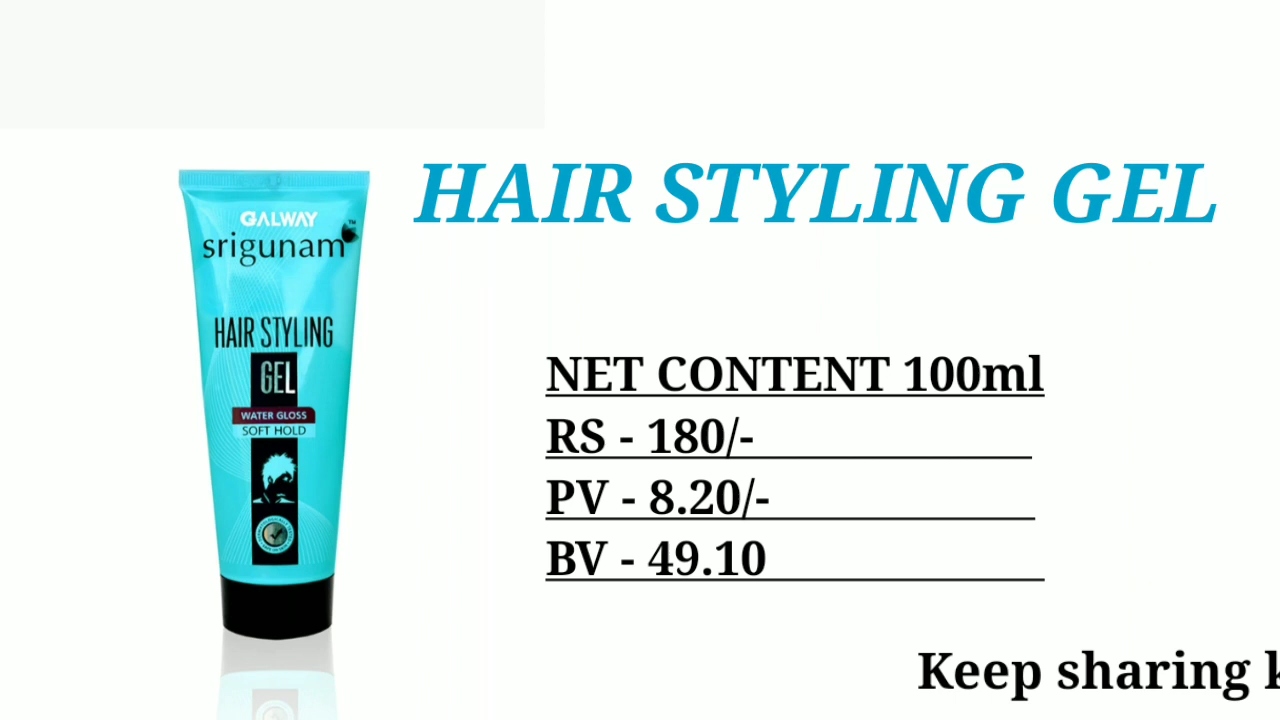 HAIR STYLING GEL
GALWAY
srigunam™
HAIR STYLING
GEL
WATER GLOSS
SOFT HOLD
NET CONTENT 100ml
RS - 180/-
PV - 8.20/-
BV - 49.10
Keep sharing